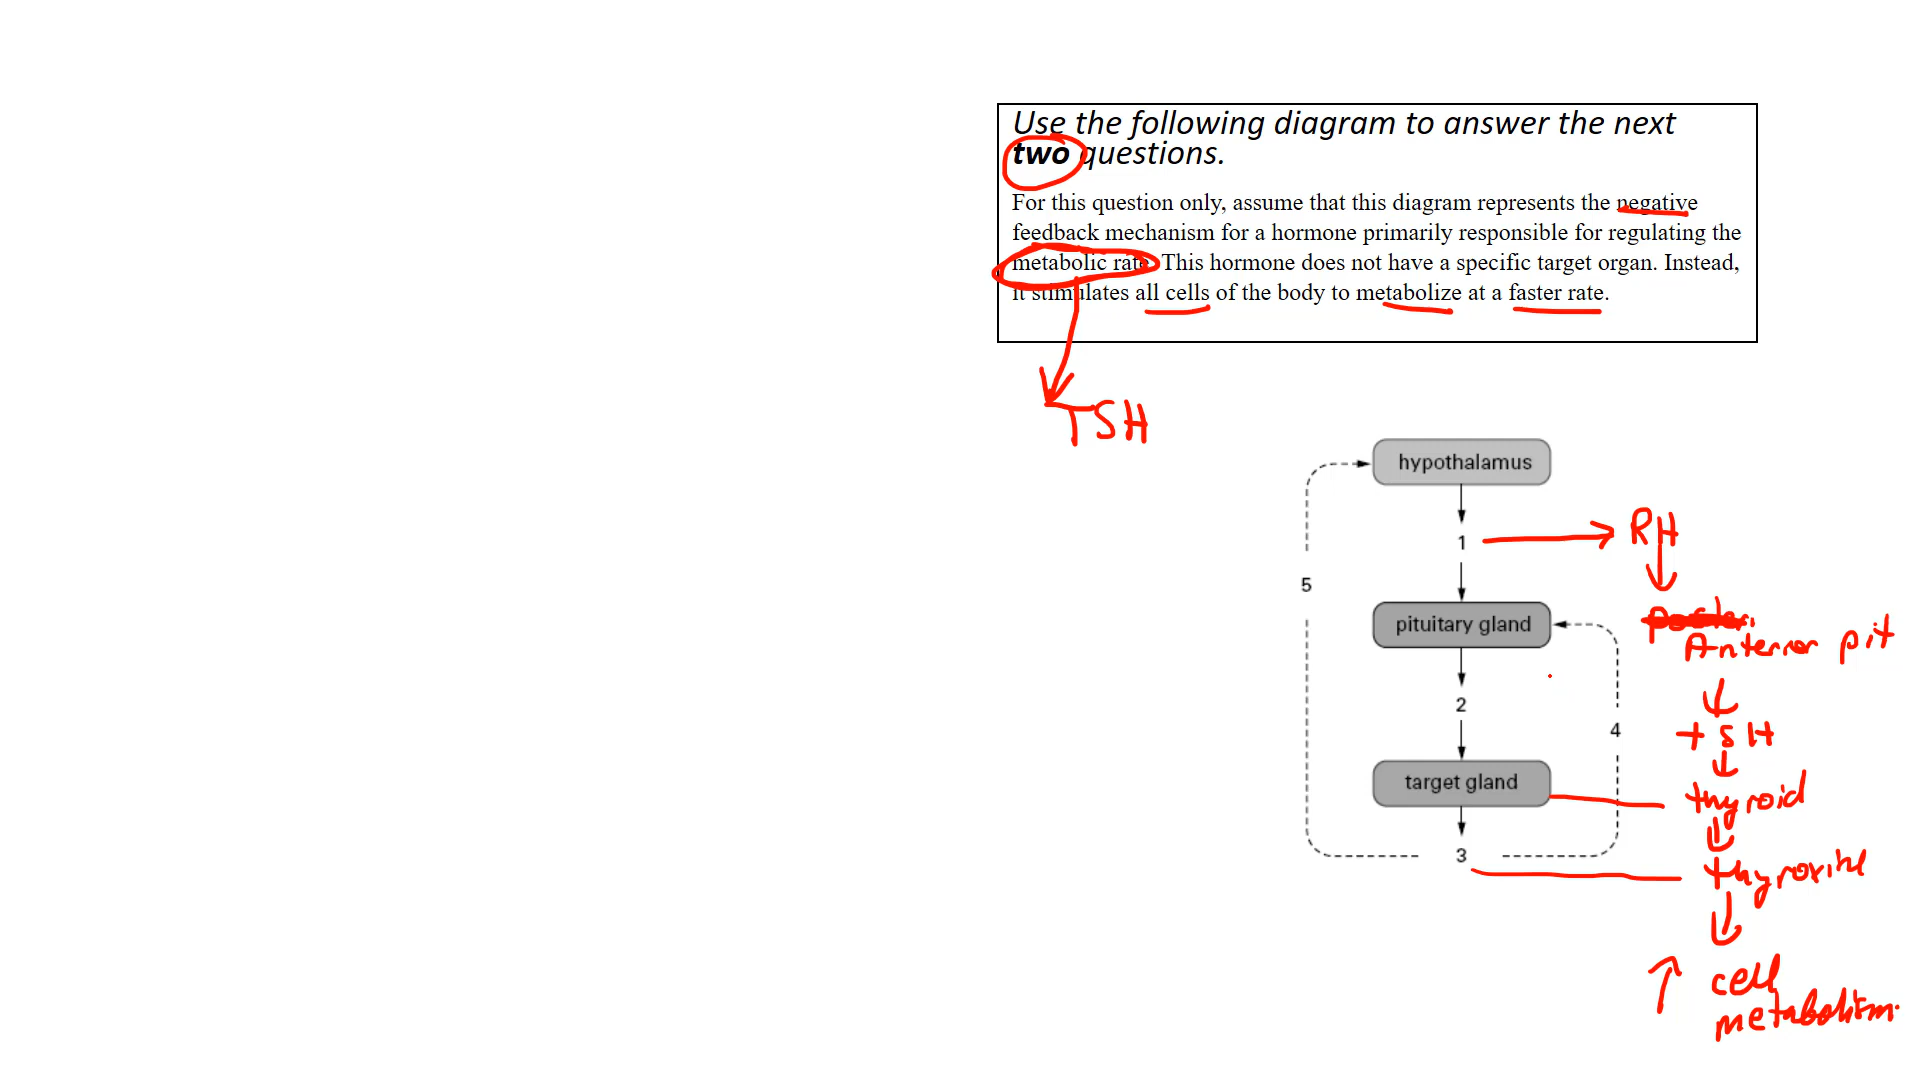 Use the following diagram to answer the next
two questions.
For this question only, assume that this diagram represents the negative
feedback mechanism for a hormone primarily responsible for regulating the
metabolic rate. This hormone does not have a specific target organ. Instead,
it stimulates all cells of the body to metabolize at a faster rate.
TSH
hypothalamus
1
RH
5
pituitary gland
Anterior pit
2
4
TSH
target gland
thyroid
3
thyroxine
cell
metabolism.